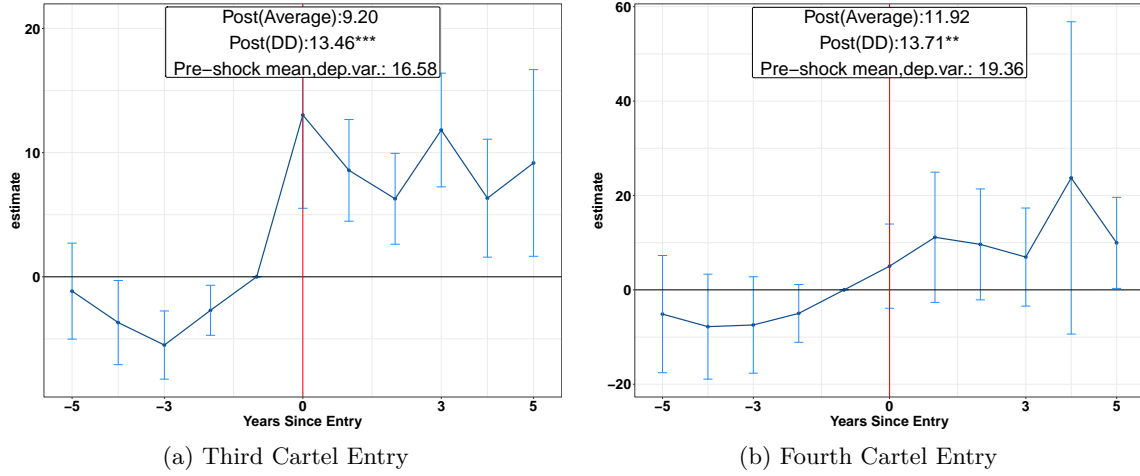 Post(Average):9.20
Post(DD):13.46***
Pre−shock mean,dep.var.: 16.58
20
10
0
estimate
−5 −3 0 3 5
Years Since Entry
(a) Third Cartel Entry
Post(Average):11.92
Post(DD):13.71**
Pre−shock mean,dep.var.: 19.36
60
40
20
0
−20
estimate
−5 −3 0 3 5
Years Since Entry
(b) Fourth Cartel Entry